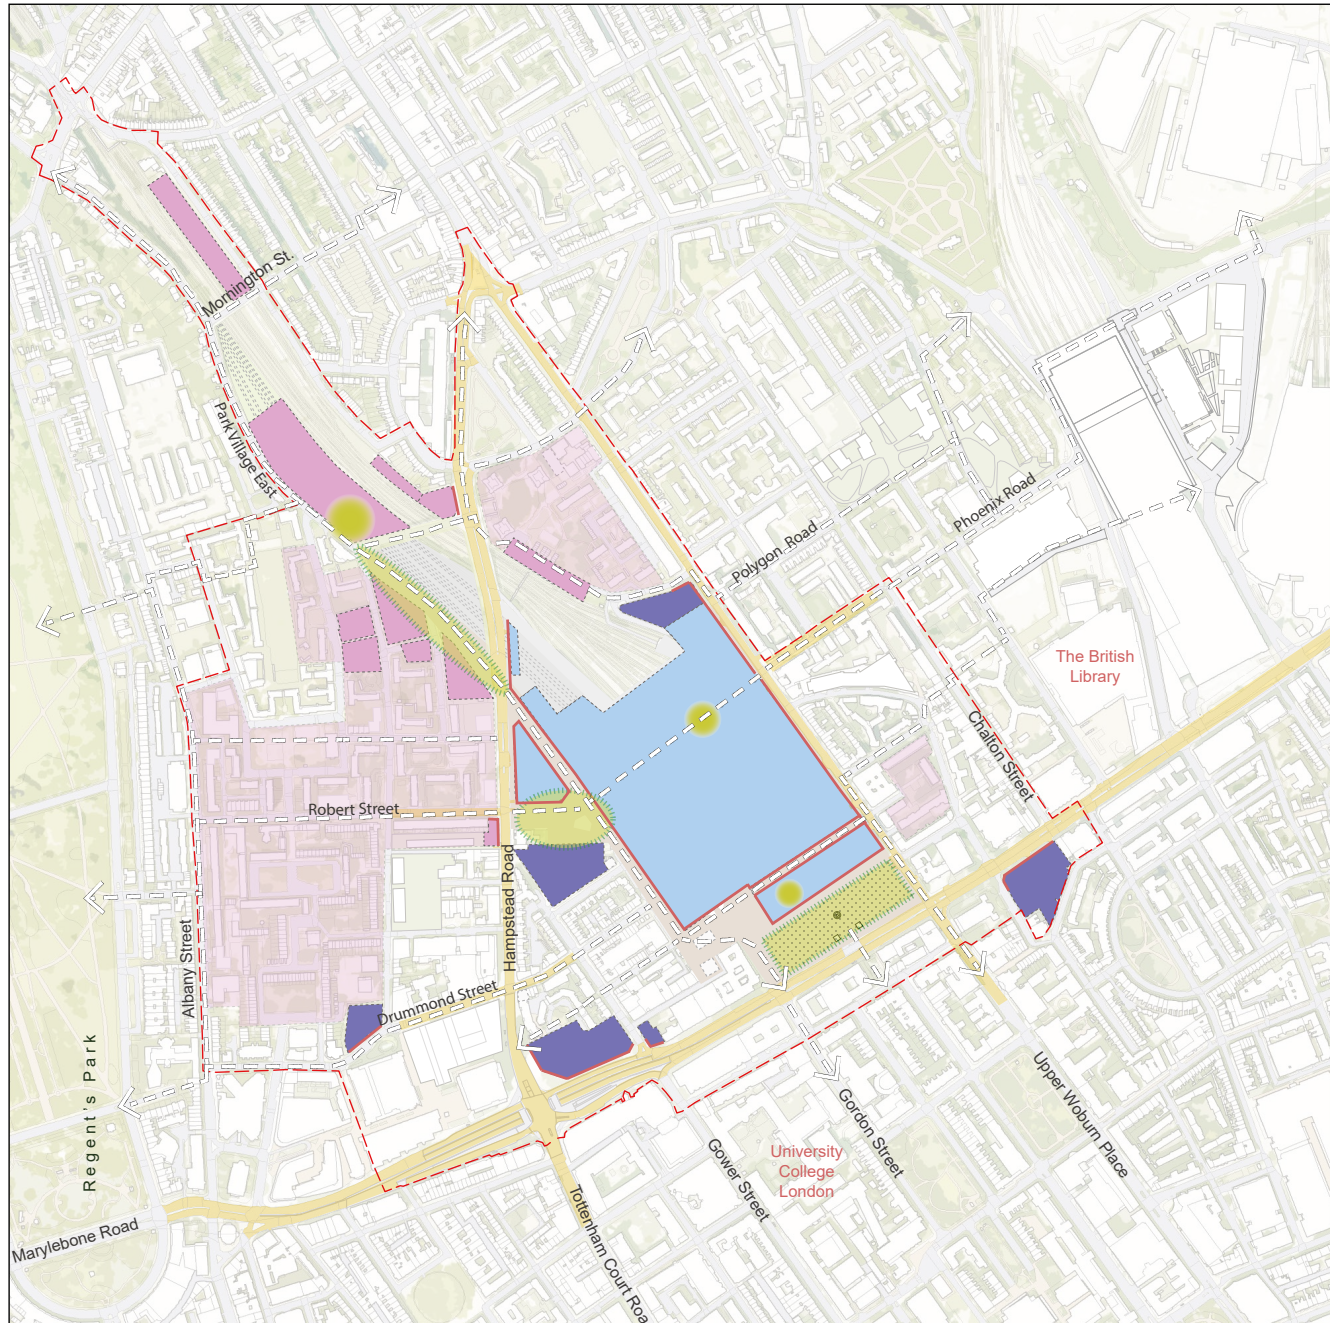 Mornington St.
Park Village East
Polygon Road
Phoenix Road
The British
Library
Chalton Street
Robert Street
Hampstead Road
Albany Street
Drummond Street
Regent's Park
Marylebone Road
Tottenham Court Roa
Gower Street
University
College
London
Gordon Street
Upper Woburn Place